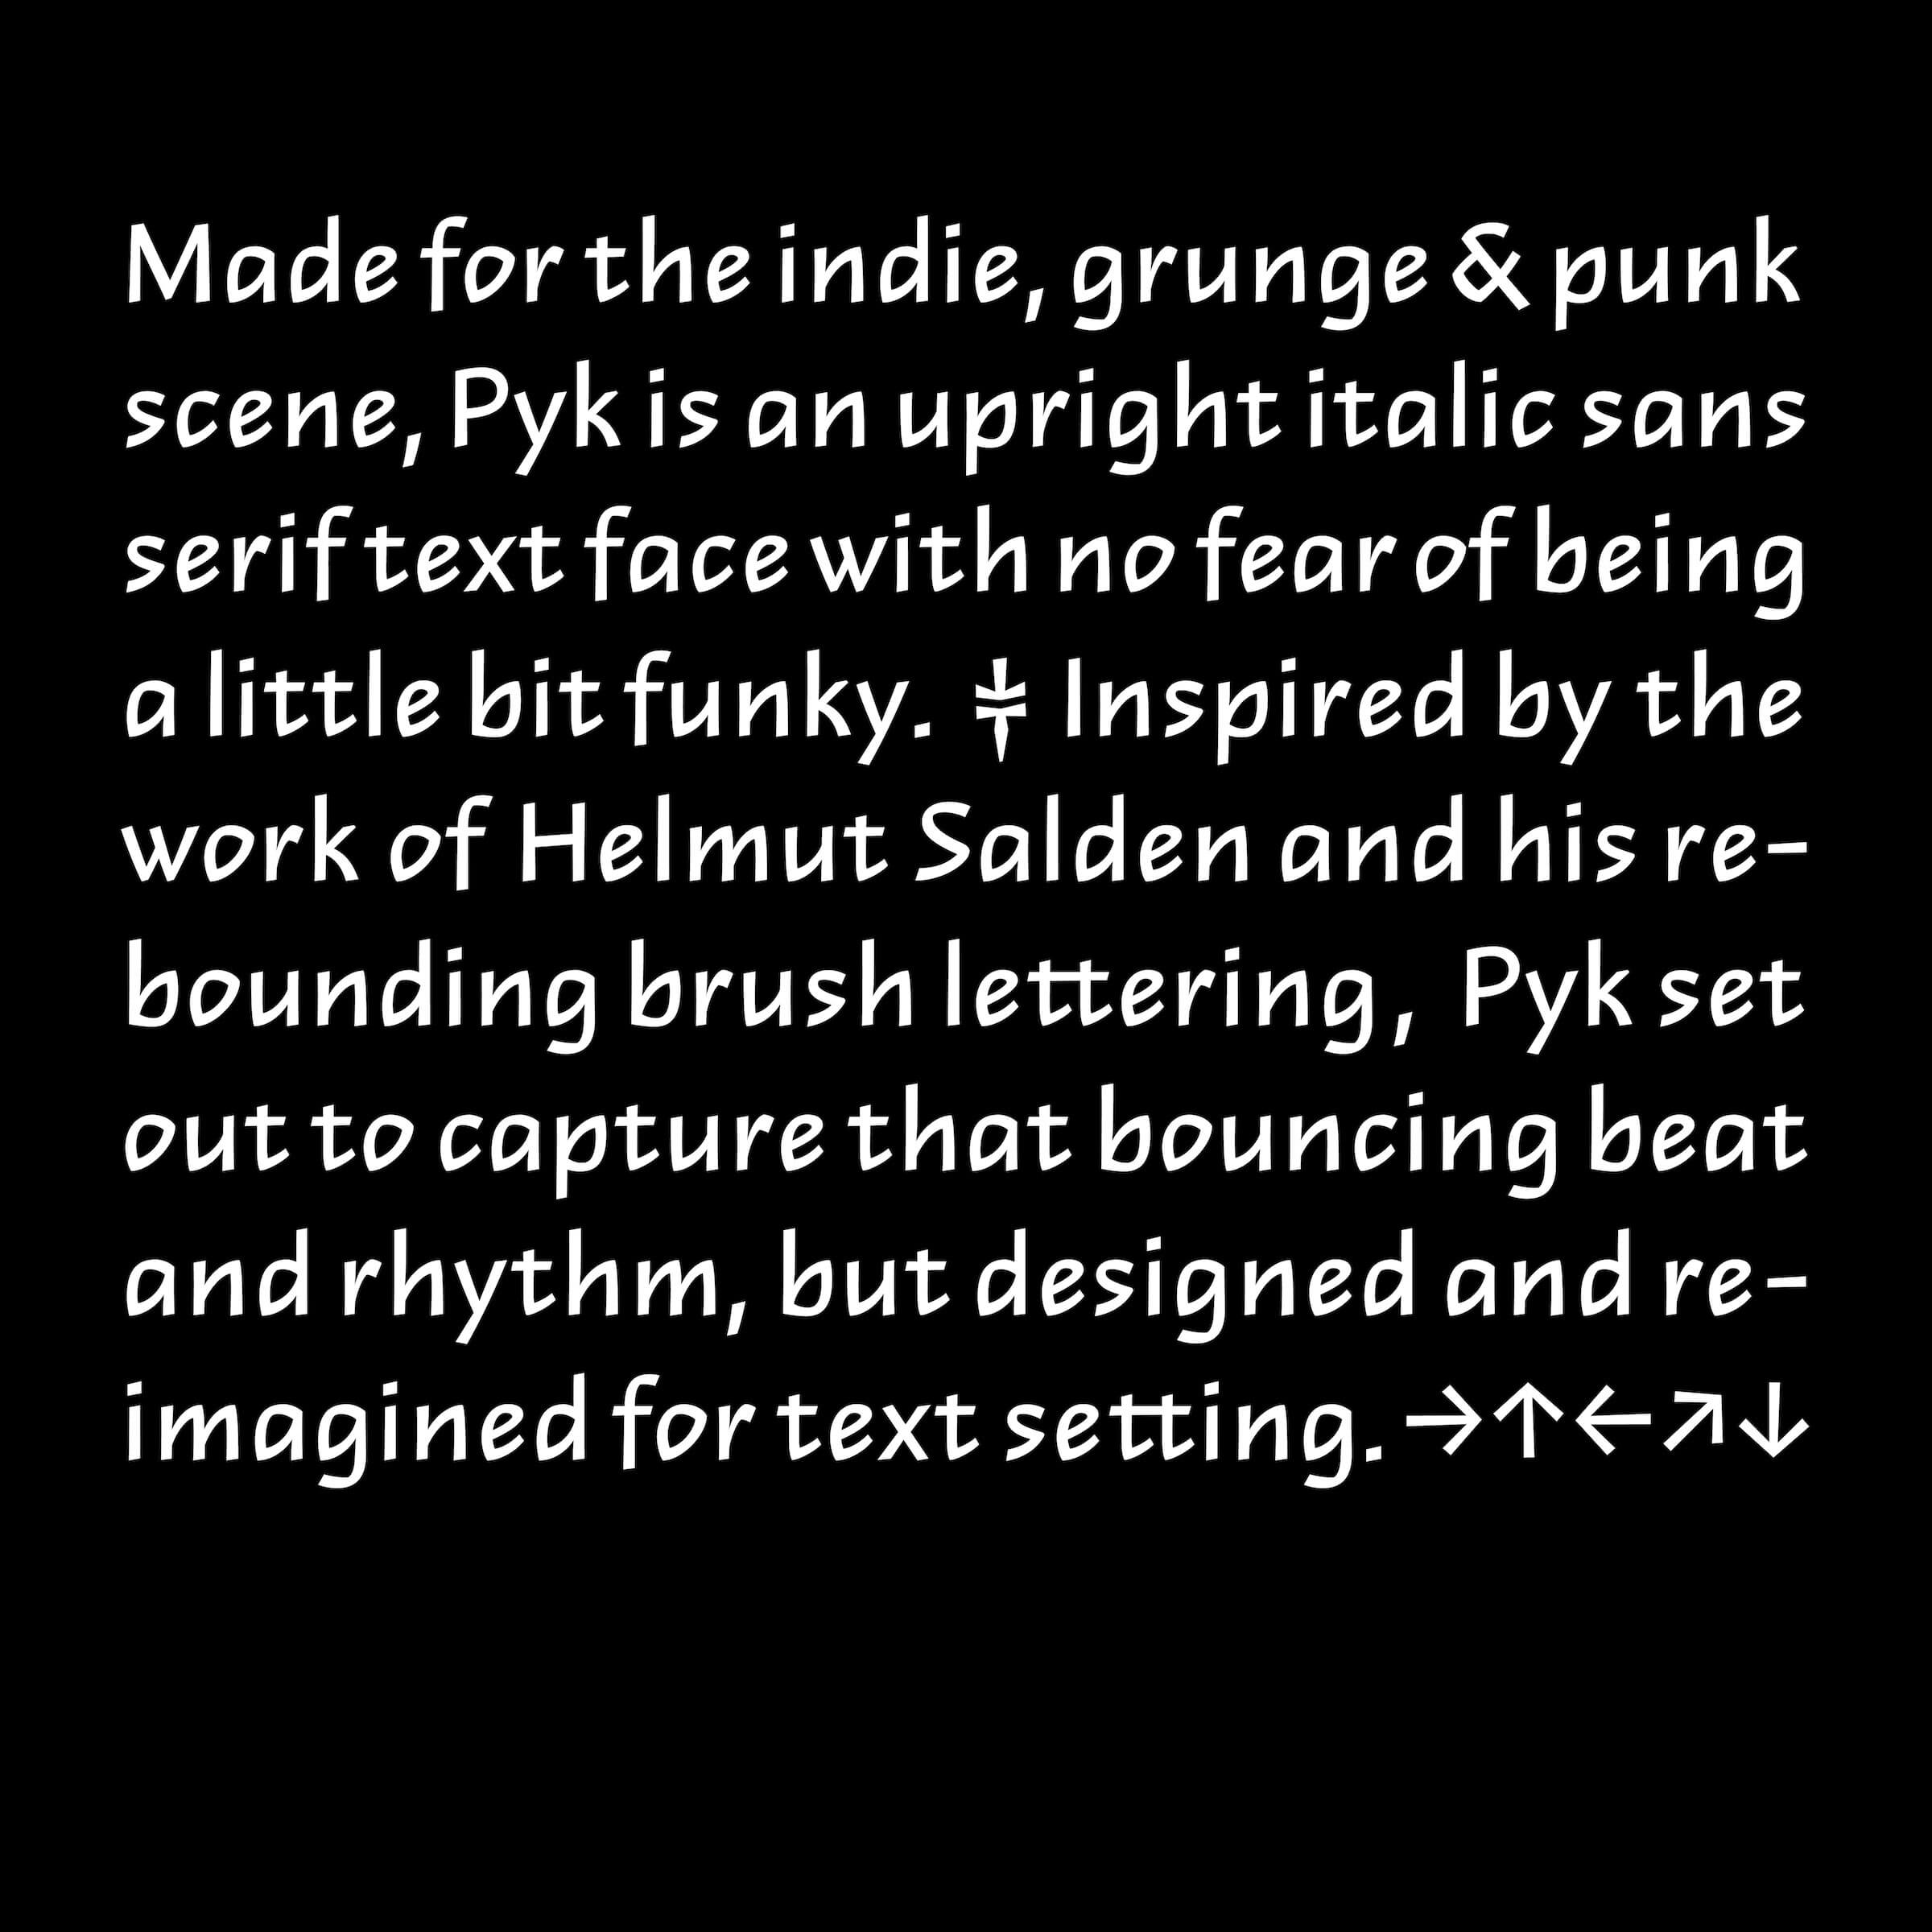 Made for the indie, grunge & punk
scene, Pyk is an upright italic sans
serif text face with no fear of being
a little bit funky. ‡ Inspired by the
work of Helmut Salden and his re-
bounding brush lettering, Pyk set
out to capture that bouncing beat
and rhythm, but designed and re-
imagined for text setting. →↑←↗↓